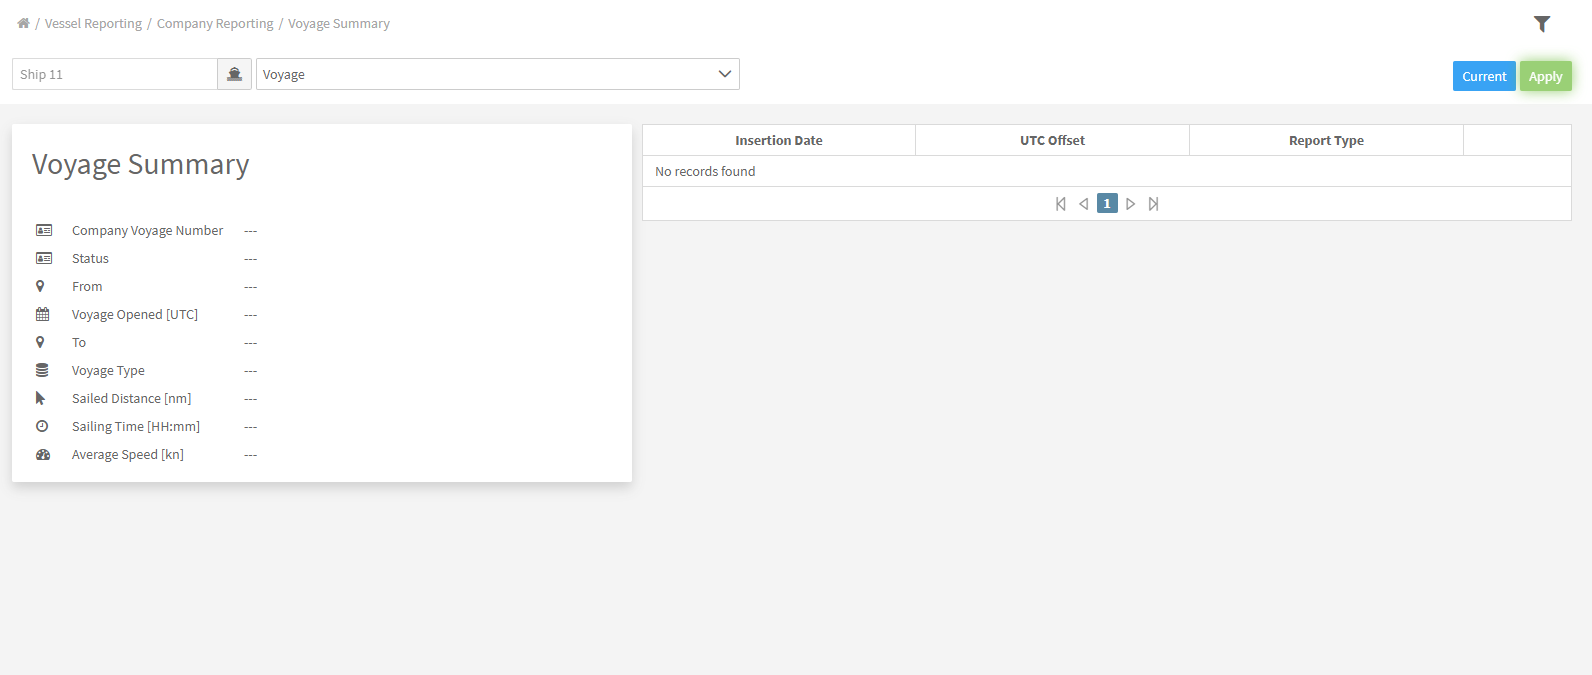 / Vessel Reporting / Company Reporting / Voyage Summary
Ship 11
Voyage
Current
Apply
Voyage Summary
Company Voyage Number ---
Status ---
From ---
Voyage Opened [UTC] ---
To ---
Voyage Type ---
Sailed Distance [nm] ---
Sailing Time [HH:mm] ---
Average Speed [kn] ---
Insertion Date UTC Offset Report Type
No records found
1